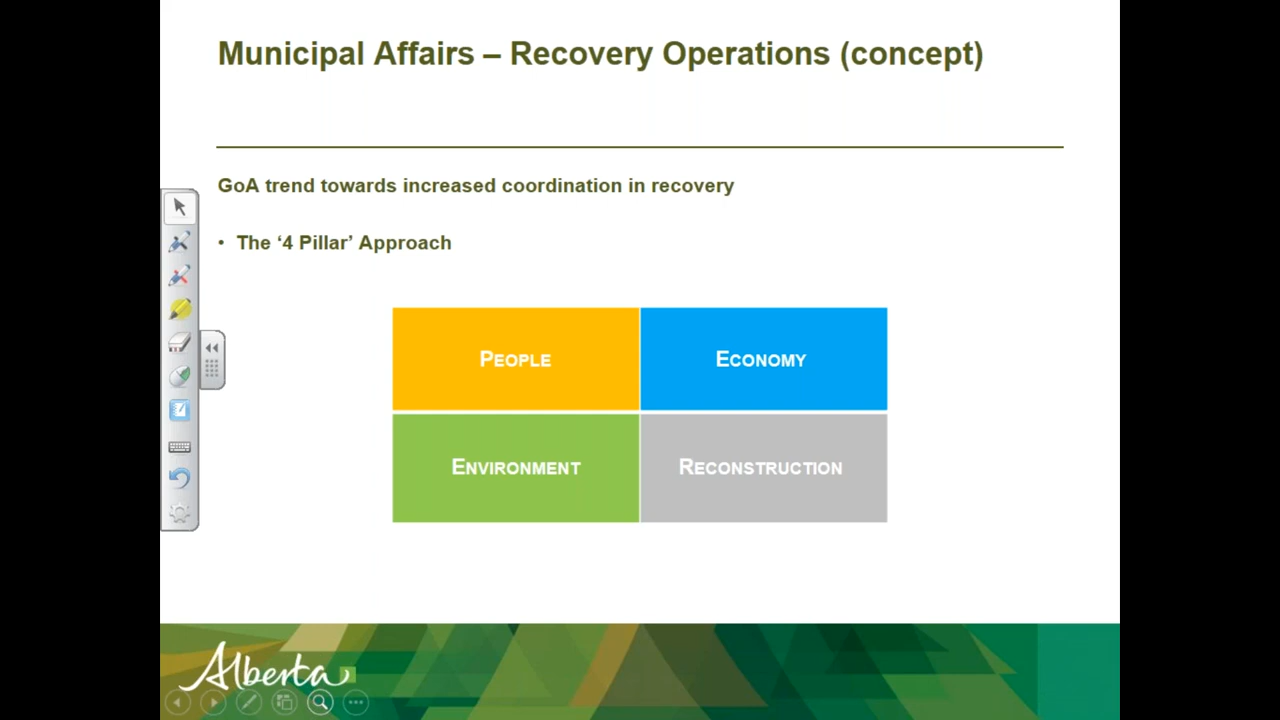 Municipal Affairs – Recovery Operations (concept)
GoA trend towards increased coordination in recovery
• The ‘4 Pillar’ Approach
PEOPLE
ECONOMY
ENVIRONMENT
RECONSTRUCTION
Alberta